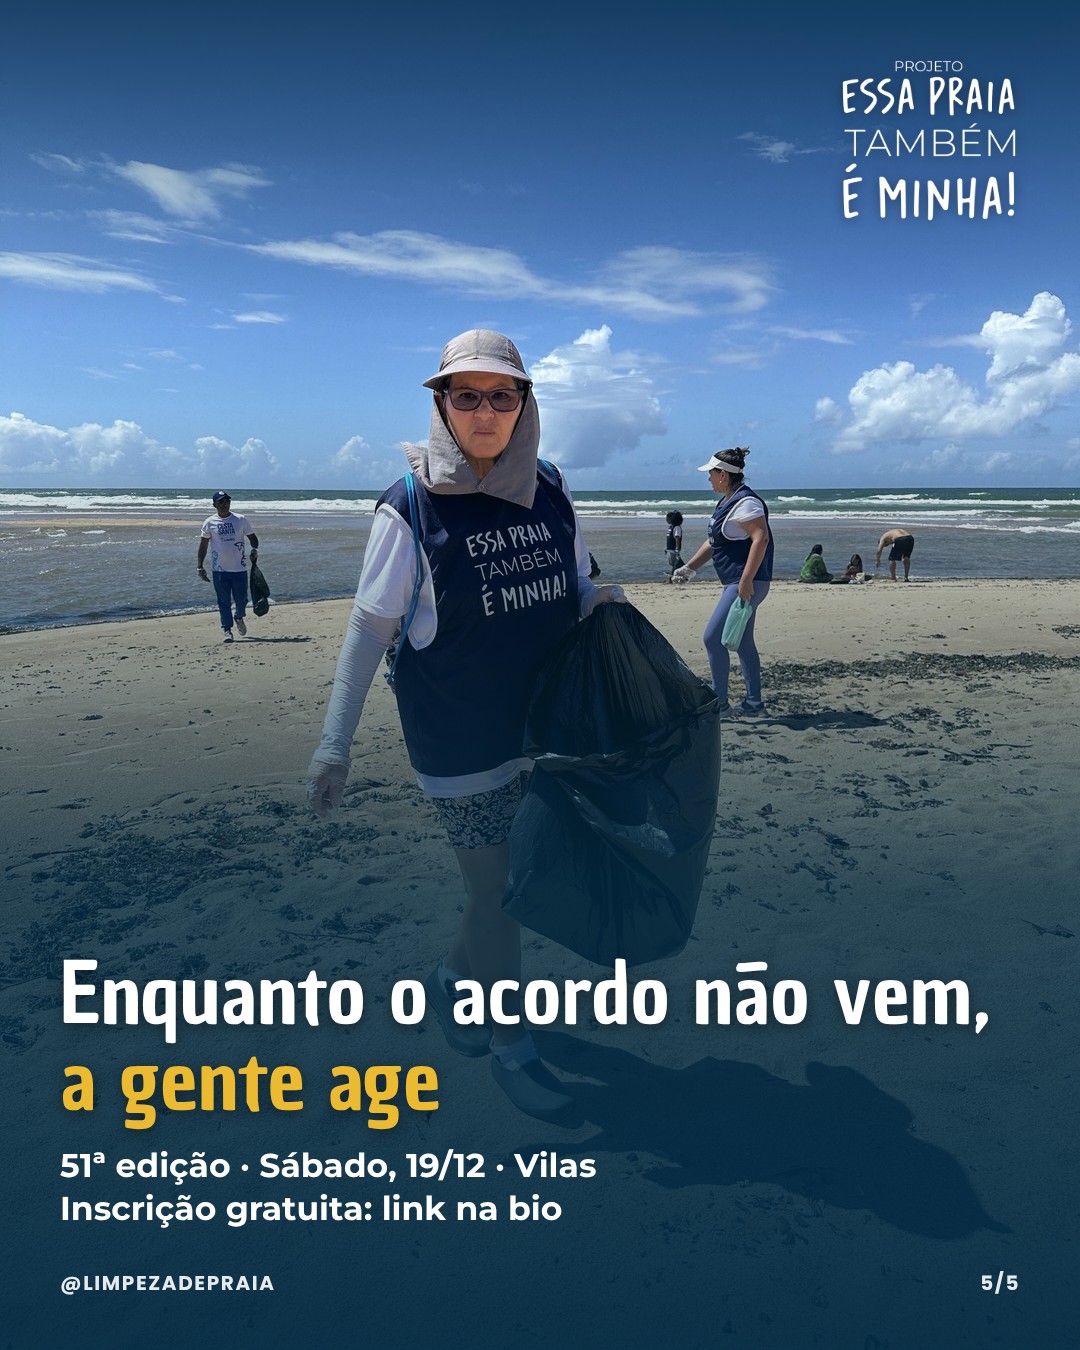 PROJETO
ESSA PRAIA
TAMBÉM
É MINHA!
ESSA PRAIA
TAMBÉM
É MINHA!
Enquanto o acordo não vem,
a gente age
51ª edição · Sábado, 19/12 · Vilas
Inscrição gratuita: link na bio
@LIMPEZADEPRAIA
5/5